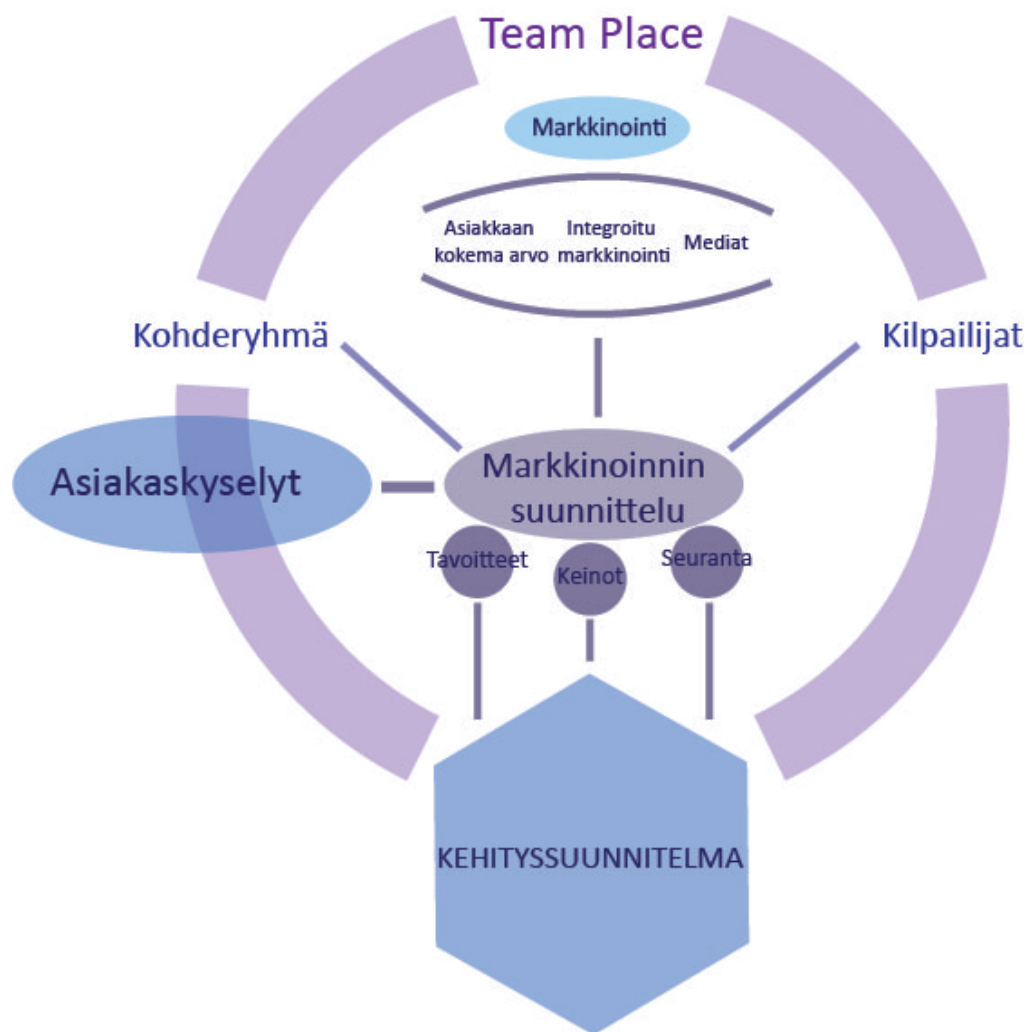 Team Place
Markkinointi
Asiakkaan
kokema arvo
Integroitu
markkinointi
Mediat
Kohderyhmä
Kilpailijat
Asiakaskyselyt
Markkinoinnin
suunnittelu
Tavoitteet
Keinot
Seuranta
KEHITYSSUUNNITELMA